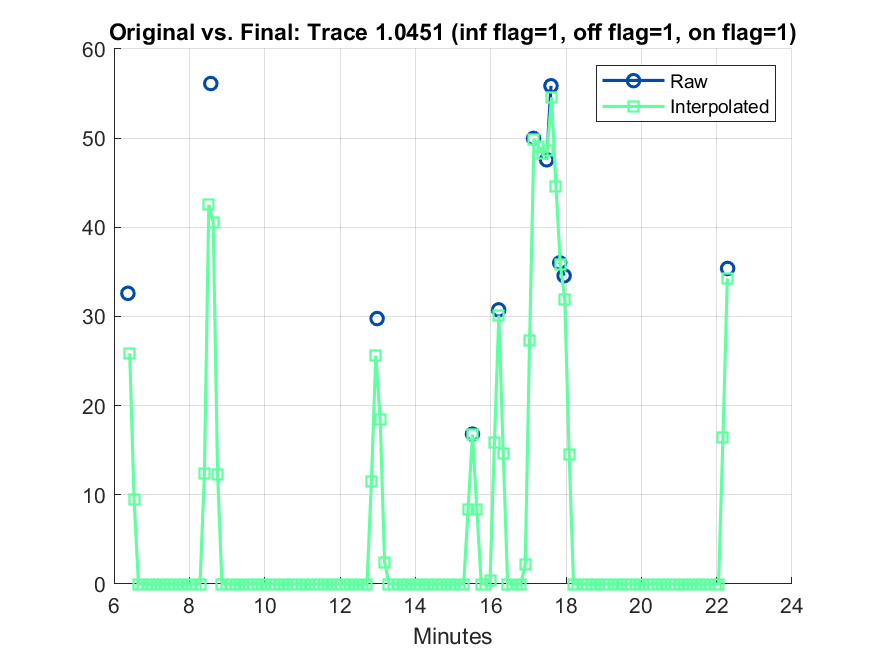 Original vs. Final: Trace 1.0451 (inf flag=1, off flag=1, on flag=1)
60
50
40
30
20
10
0
Raw
Interpolated
6 8 10 12 14 16 18 20 22 24
Minutes